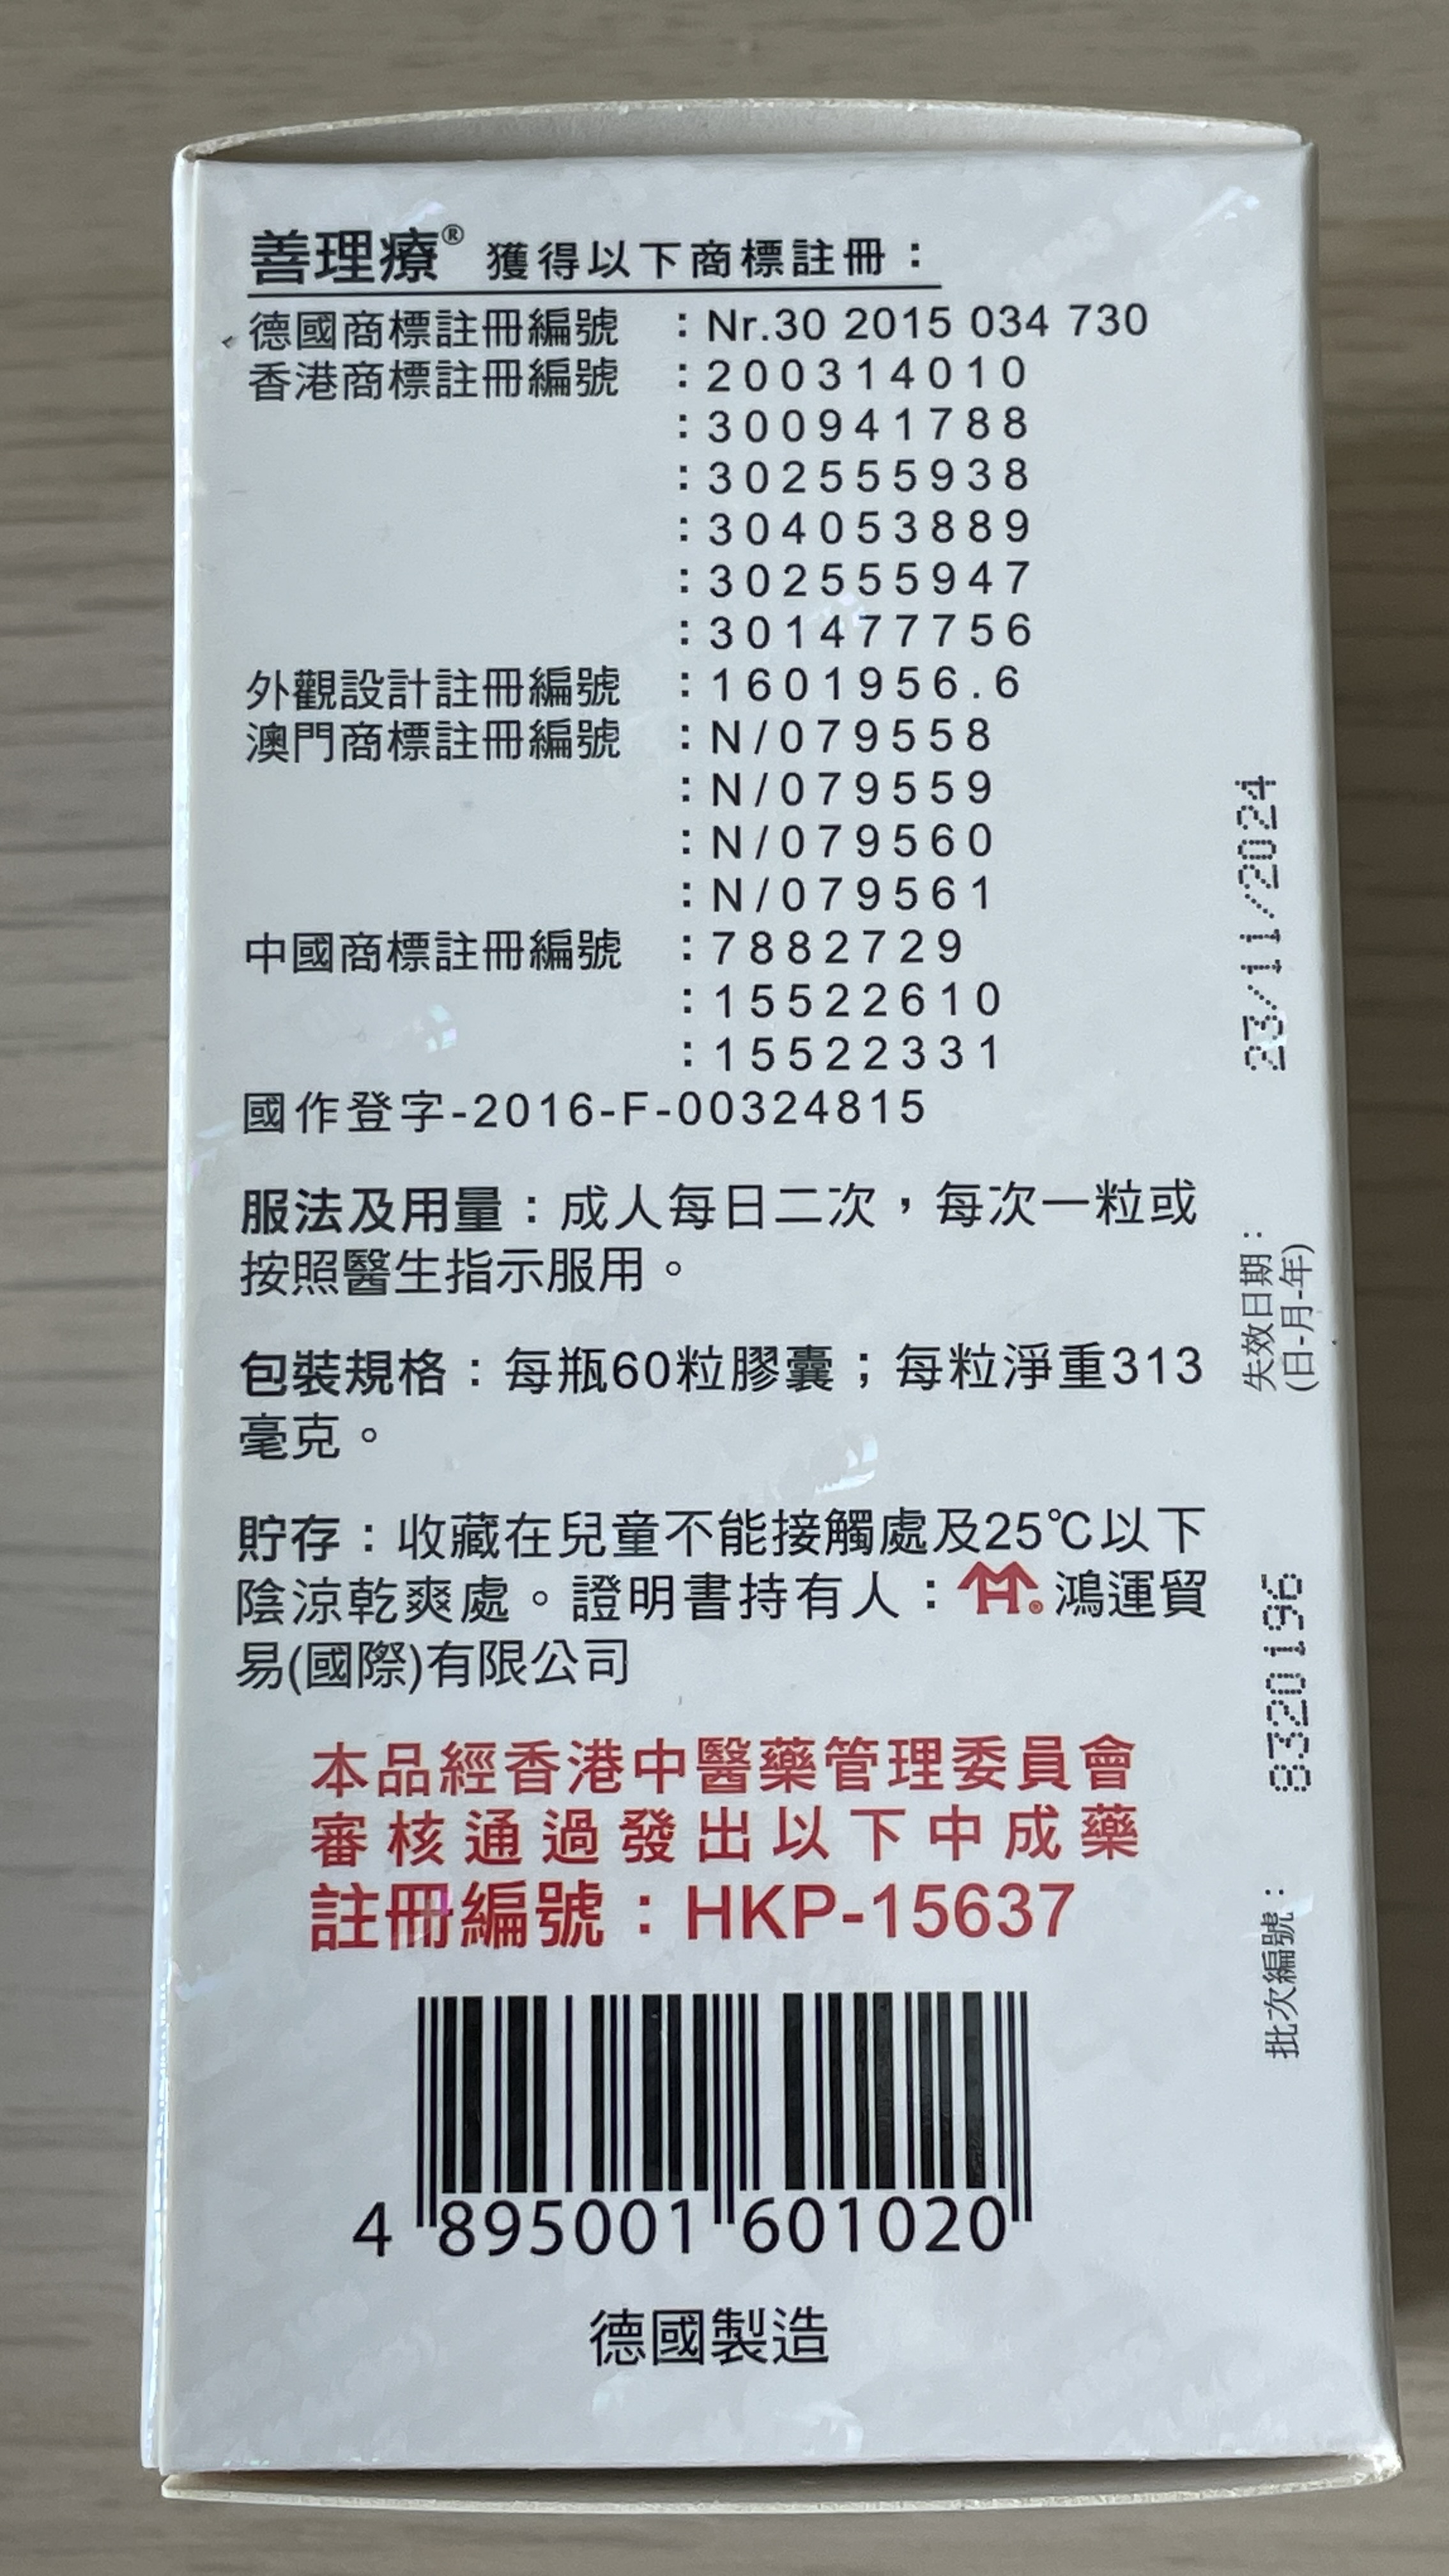 善理療® 獲得以下商標註冊：
德國商標註冊編號 ：Nr.30 2015 034 730
香港商標註冊編號 ：200314010
：300941788
：302555938
：304053889
：302555947
：301477756
外觀設計註冊編號 ：1601956.6
澳門商標註冊編號 ：N/079558
：N/079559
：N/079560
：N/079561
中國商標註冊編號 ：7882729
：15522610
：15522331
國作登字-2016-F-00324815
服法及用量：成人每日二次，每次一粒或
按照醫生指示服用。
包裝規格：每瓶60粒膠囊；每粒淨重313
毫克。
貯存：收藏在兒童不能接觸處及25℃以下
陰涼乾爽處。證明書持有人：H®鴻運貿
易(國際)有限公司
本品經香港中醫藥管理委員會
審核通過發出以下中成藥
註冊編號：HKP-15637
4 895001 601020
德國製造
批次編號： 8320196
失效日期： 23/11/2024
(日-月-年)